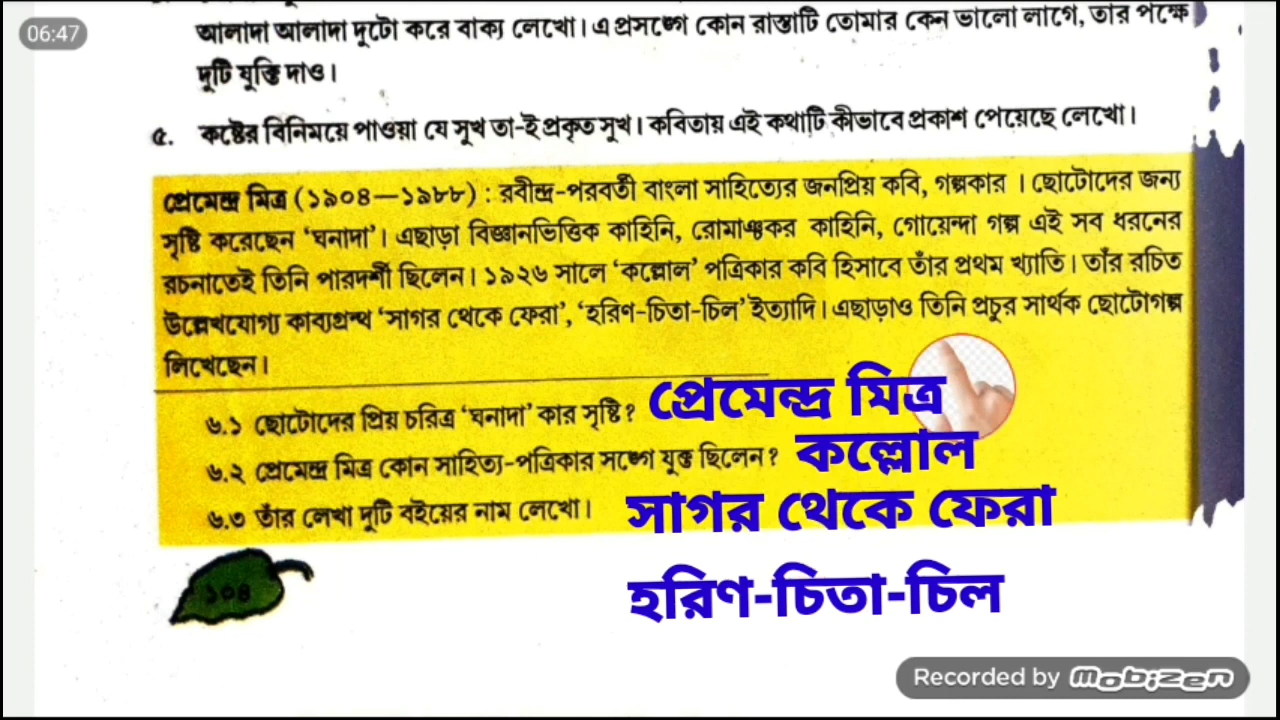 06:47
আলাদা আলাদা দুটো করে বাক্য লেখো। এ প্রসঙ্গে কোন রাস্তাটি তোমার কেন ভালো লাগে, তার পক্ষে
দুটি যুক্তি দাও।
৫. কষ্টের বিনিময়ে পাওয়া যে সুখ তা-ই প্রকৃত সুখ। কবিতায় এই কথাটি কীভাবে প্রকাশ পেয়েছে লেখো।
প্রেমেন্দ্র মিত্র (১৯০৪—১৯৮৮) : রবীন্দ্র-পরবর্তী বাংলা সাহিত্যের জনপ্রিয় কবি, গল্পকার । ছোটোদের জন্য
সৃষ্টি করেছেন ‘ঘনাদা’। এছাড়া বিজ্ঞানভিত্তিক কাহিনি, রোমাঞ্চকর কাহিনি, গোয়েন্দা গল্প এই সব ধরনের
রচনাতেই তিনি পারদর্শী ছিলেন। ১৯২৬ সালে ‘কল্লোল’ পত্রিকার কবি হিসাবে তাঁর প্রথম খ্যাতি। তাঁর রচিত
উল্লেখযোগ্য কাব্যগ্রন্থ ‘সাগর থেকে ফেরা’, ‘হরিণ-চিতা-চিল’ ইত্যাদি। এছাড়াও তিনি প্রচুর সার্থক ছোটোগল্প
লিখেছেন।
৬.১ ছোটোদের প্রিয় চরিত্র ‘ঘনাদা’ কার সৃষ্টি? প্রেমেন্দ্র মিত্র
৬.২ প্রেমেন্দ্র মিত্র কোন সাহিত্য-পত্রিকার সঙ্গে যুক্ত ছিলেন? কল্লোল
৬.৩ তাঁর লেখা দুটি বইয়ের নাম লেখো। সাগর থেকে ফেরা
হরিণ-চিতা-চিল
১০৪
Recorded by Mobizen